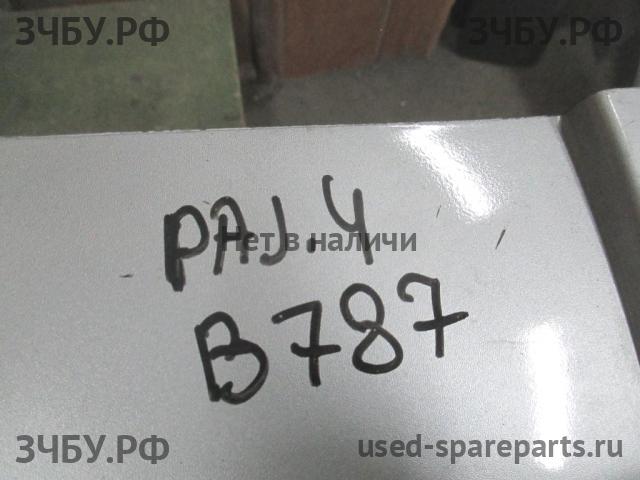 ЗЧБУ.РФ ЗЧБУ.РФ
PAJ.4
Нет в наличи
B787
ЗЧБУ.РФ used-spareparts.ru